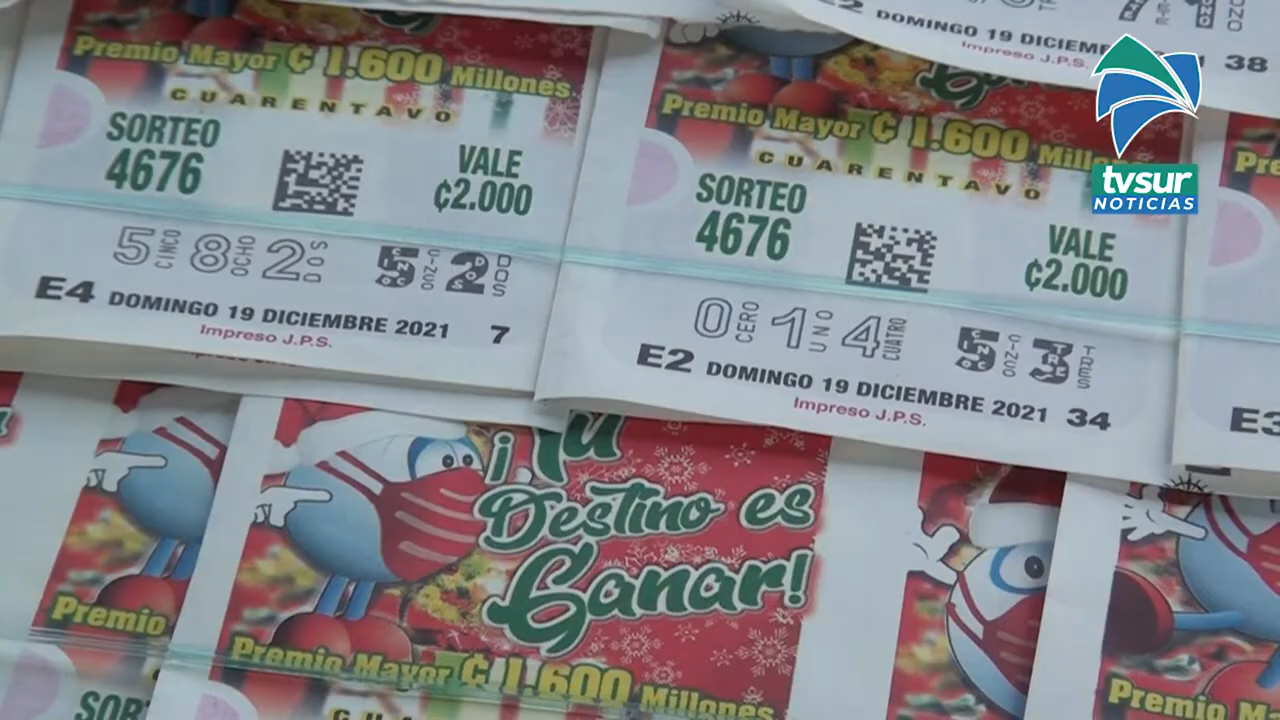 Premio Mayor ₡ 1.600 Millones
CUARENTAVO
SORTEO
4676
VALE
¢2.000
5 CINCO 8 OCHO 2 DOS 5 CINCO 2 DOS
E4 DOMINGO 19 DICIEMBRE 2021 7
Impreso J.P.S.
DOMINGO 19 DICIEMBRE
38
Impreso J.P.S.
Premio Mayor ₡ 1.600
CUARENTAVO
SORTEO
4676
VALE
¢2.000
0 CERO 1 UNO 4 CUATRO 5 CINCO 3 TRES
E2 DOMINGO 19 DICIEMBRE 2021 34
Impreso J.P.S.
tvsur
NOTICIAS
E3
¡Tu
Destino es
Ganar!
Premio Mayor ₡ 1.600 Millones
Premio
Premio